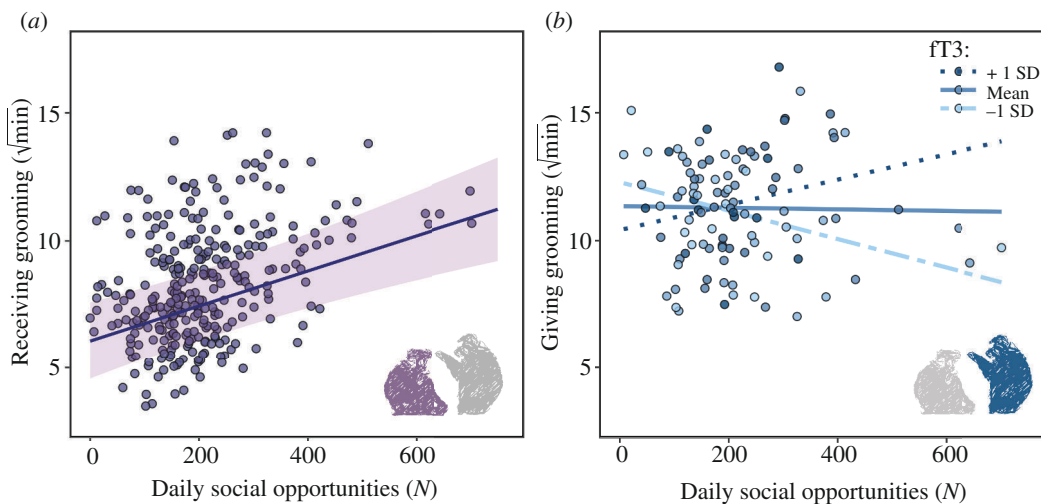 (a)
Receiving grooming (√min)
15
10
5
0
200
400
600
Daily social opportunities (N)
(b)
Giving grooming (√min)
15
10
5
0
200
400
600
Daily social opportunities (N)
fT3:
+ 1 SD
Mean
–1 SD